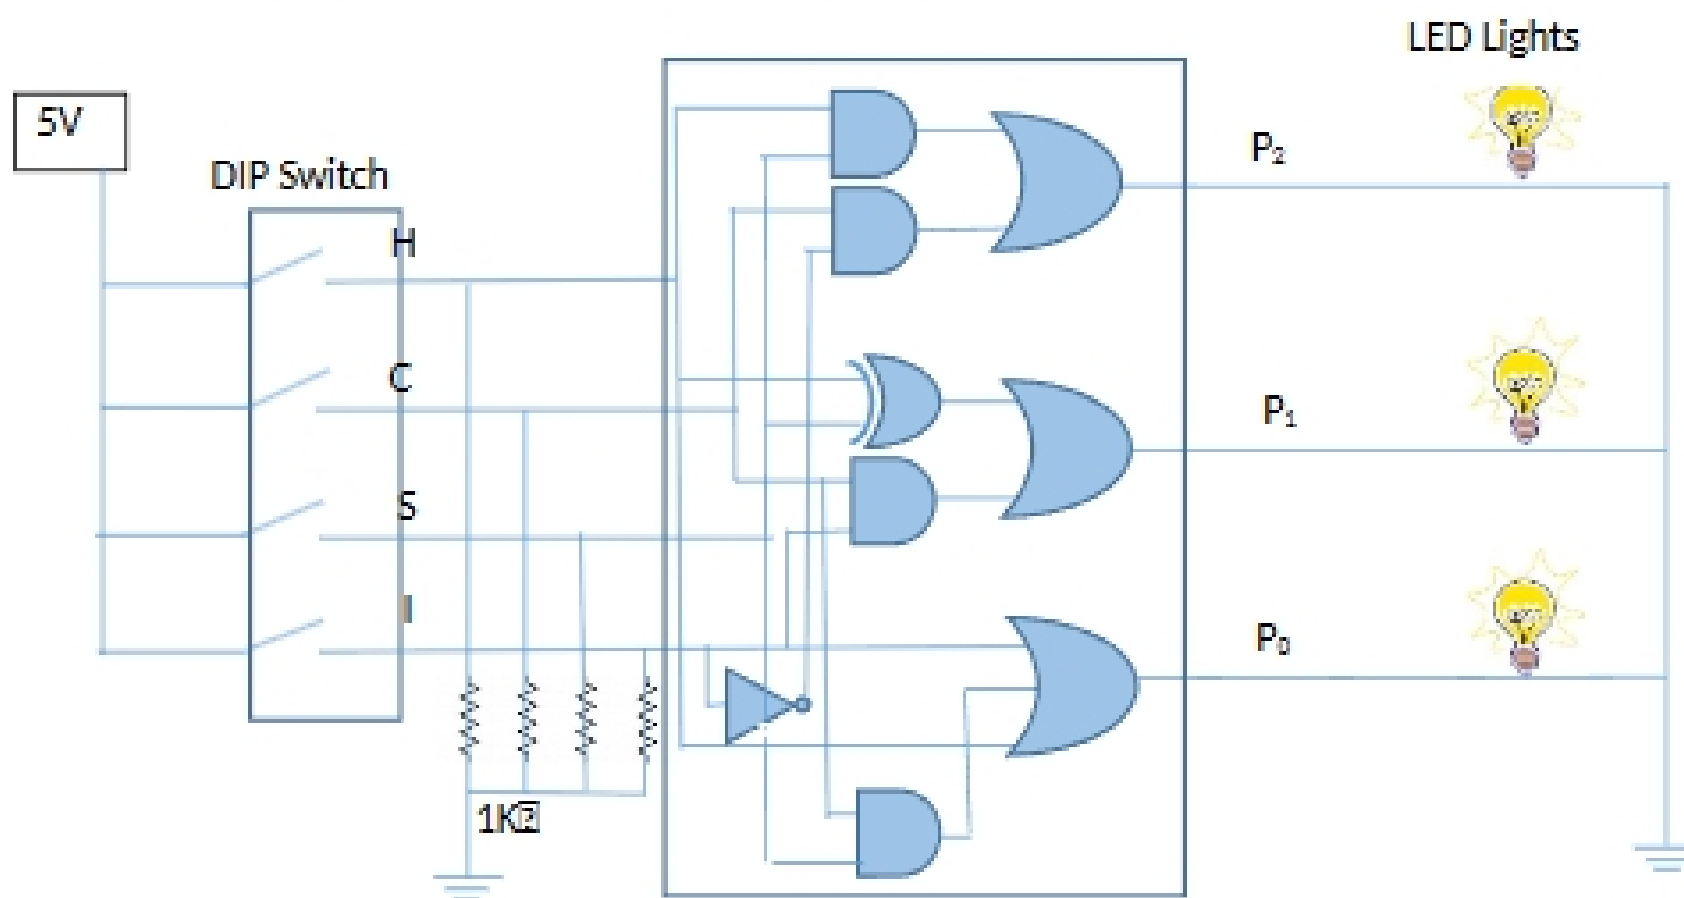 LED Lights
5V
P₂
DIP Switch
H
C
P₁
S
I
P₀
1K